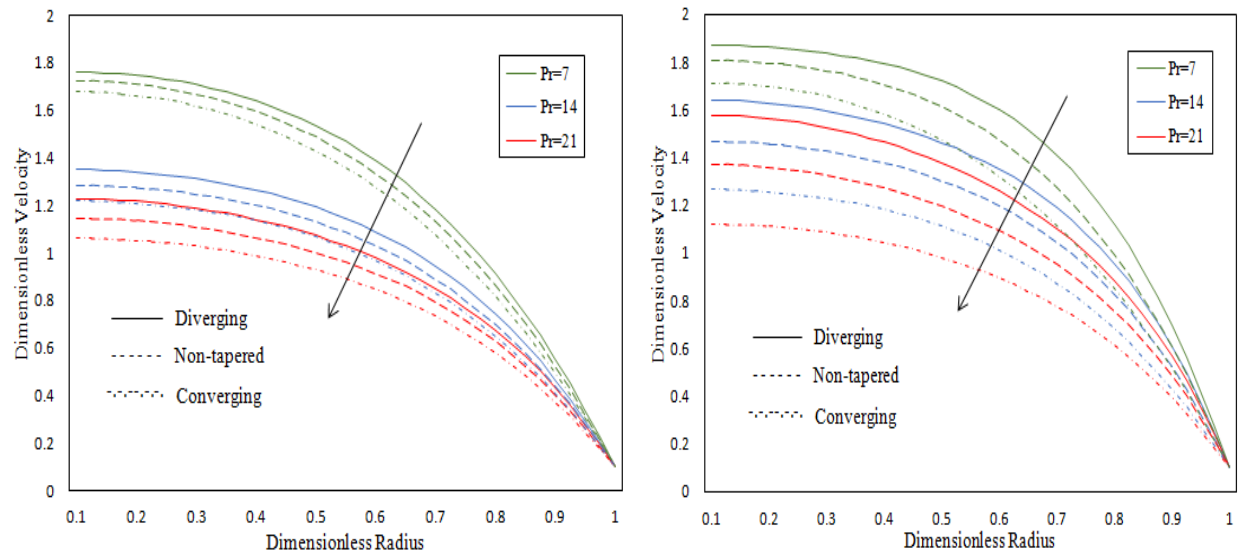 Dimensionless Velocity
2
1.8
1.6
1.4
1.2
1
0.8
0.6
0.4
0.2
0
Pr=7
Pr=14
Pr=21
Diverging
Non-tapered
Converging
0.1 0.2 0.3 0.4 0.5 0.6 0.7 0.8 0.9 1
Dimensionless Radius
Dimensionless Velocity
2
1.8
1.6
1.4
1.2
1
0.8
0.6
0.4
0.2
0
Pr=7
Pr=14
Pr=21
Diverging
Non-tapered
Converging
0.1 0.2 0.3 0.4 0.5 0.6 0.7 0.8 0.9 1
Dimensionless Radius